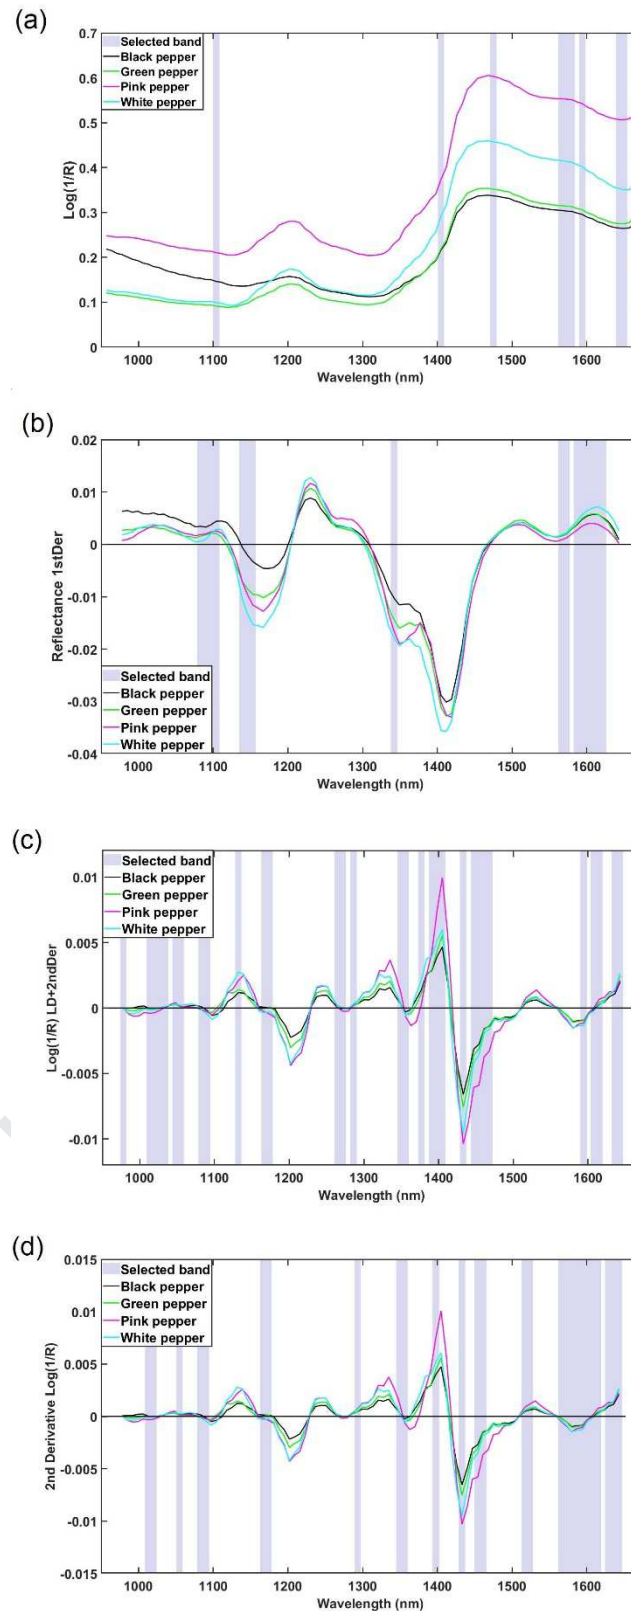 (a)
0.7
Selected band
Black pepper
0.6
Green pepper
Pink pepper
White pepper
0.5
0.4
Log(1/R)
0.3
0.2
0.1
0
1000 1100 1200 1300 1400 1500 1600
Wavelength (nm)
(b)
0.02
0.01
0
-0.01
Reflectance 1stDer
-0.02
Selected band
Black pepper
-0.03
Green pepper
Pink pepper
White pepper
-0.04
1000 1100 1200 1300 1400 1500 1600
Wavelength (nm)
(c)
Selected band
0.01
Black pepper
Green pepper
Pink pepper
0.005
White pepper
0
Log(1/R) LD+2ndDer
-0.005
-0.01
1000 1100 1200 1300 1400 1500 1600
Wavelength (nm)
(d)
0.015
Selected band
Black pepper
Green pepper
0.01
Pink pepper
White pepper
0.005
0
2nd Derivative Log(1/R)
-0.005
-0.01
-0.015
1000 1100 1200 1300 1400 1500 1600
Wavelength (nm)